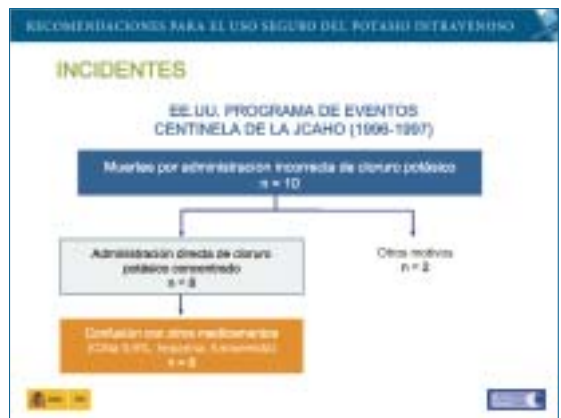 RECOMENDACIONES PARA EL USO SEGURO DEL POTASIO INTRAVENOSO
INCIDENTES
EE.UU. PROGRAMA DE EVENTOS
CENTINELA DE LA JCAHO (1996-1997)
Muertes por administración incorrecta de cloruro potásico
n = 10
Administración directa de cloruro
potásico concentrado
n = 8
Otros motivos
n = 2
Confusión con otros medicamentos
n =